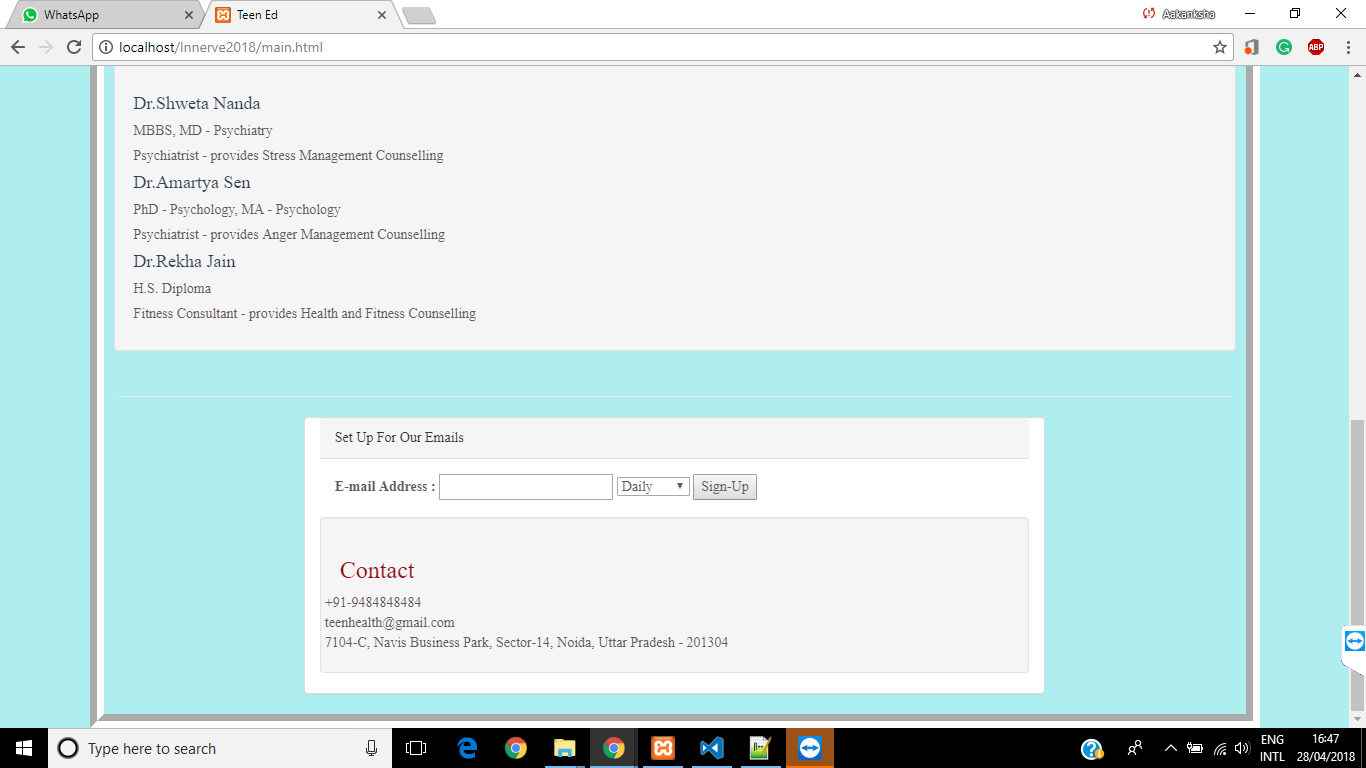 WhatsApp
Teen Ed
Aakanksha
localhost/Innerve2018/main.html
ABP
Dr.Shweta Nanda
MBBS, MD - Psychiatry
Psychiatrist - provides Stress Management Counselling
Dr.Amartya Sen
PhD - Psychology, MA - Psychology
Psychiatrist - provides Anger Management Counselling
Dr.Rekha Jain
H.S. Diploma
Fitness Consultant - provides Health and Fitness Counselling
Set Up For Our Emails
E-mail Address : Daily Sign-Up
Contact
+91-9484848484
teenhealth@gmail.com
7104-C, Navis Business Park, Sector-14, Noida, Uttar Pradesh - 201304
Type here to search
ENG
INTL
16:47
28/04/2018